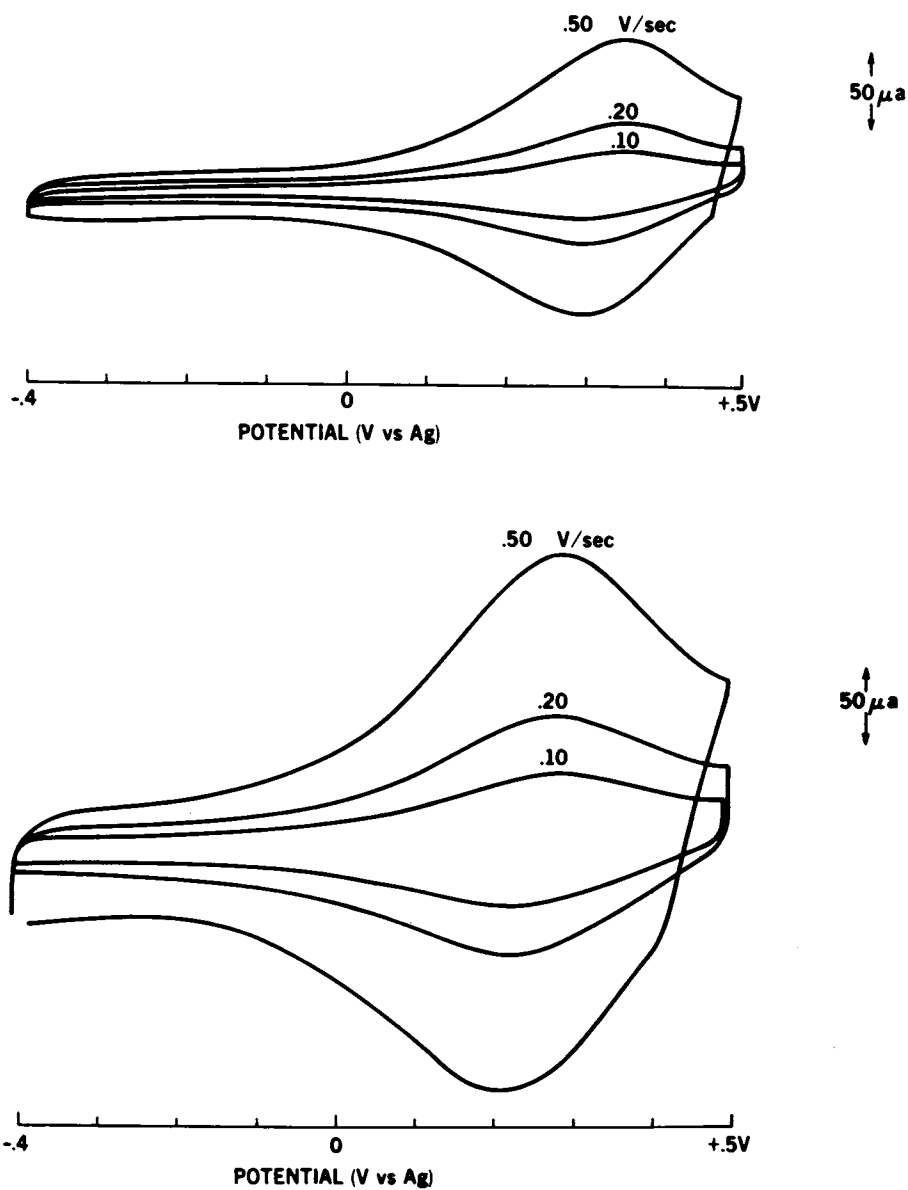 .50 V/sec
50 μa
.20
.10
-.4 0 +.5V
POTENTIAL (V vs Ag)
.50 V/sec
50 μa
.20
.10
-.4 0 +.5V
POTENTIAL (V vs Ag)